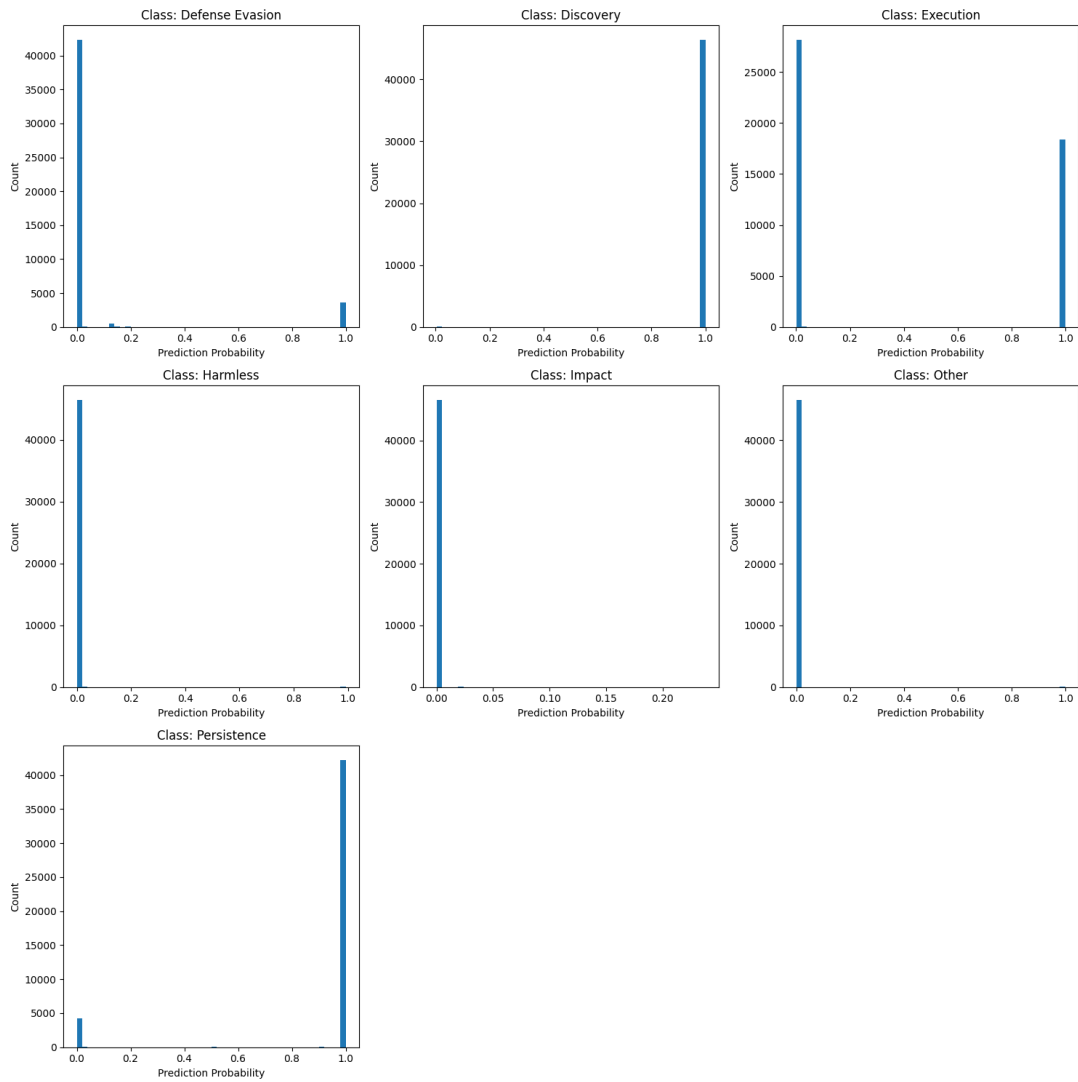 Class: Defense Evasion
Count
40000
35000
30000
25000
20000
15000
10000
5000
0
0.0 0.2 0.4 0.6 0.8 1.0
Prediction Probability
Class: Discovery
Count
40000
30000
20000
10000
0
0.0 0.2 0.4 0.6 0.8 1.0
Prediction Probability
Class: Execution
Count
25000
20000
15000
10000
5000
0
0.0 0.2 0.4 0.6 0.8 1.0
Prediction Probability
Class: Harmless
Count
40000
30000
20000
10000
0
0.0 0.2 0.4 0.6 0.8 1.0
Prediction Probability
Class: Impact
Count
40000
30000
20000
10000
0
0.00 0.05 0.10 0.15 0.20
Prediction Probability
Class: Other
Count
40000
30000
20000
10000
0
0.0 0.2 0.4 0.6 0.8 1.0
Prediction Probability
Class: Persistence
Count
40000
35000
30000
25000
20000
15000
10000
5000
0
0.0 0.2 0.4 0.6 0.8 1.0
Prediction Probability